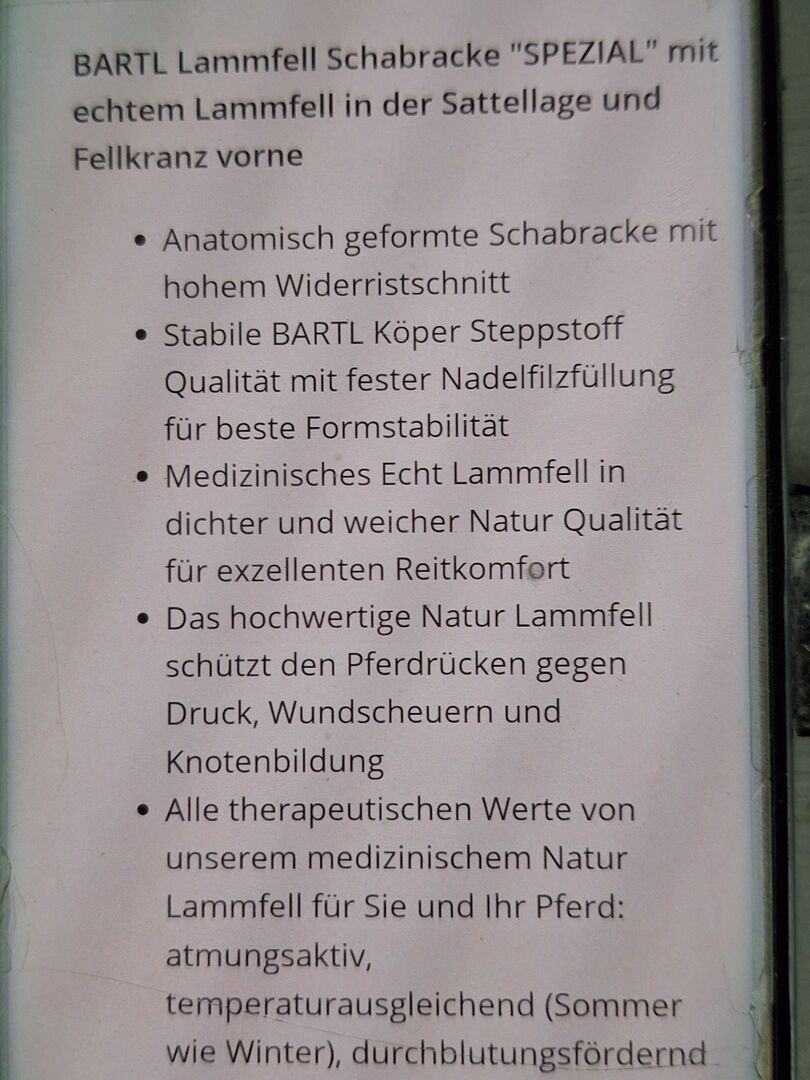 BARTL Lammfell Schabracke "SPEZIAL" mit
echtem Lammfell in der Sattellage und
Fellkranz vorne
• Anatomisch geformte Schabracke mit
hohem Widerristschnitt
• Stabile BARTL Köper Steppstoff
Qualität mit fester Nadelfilzfüllung
für beste Formstabilität
• Medizinisches Echt Lammfell in
dichter und weicher Natur Qualität
für exzellenten Reitkomfort
• Das hochwertige Natur Lammfell
schützt den Pferdrücken gegen
Druck, Wundscheuern und
Knotenbildung
• Alle therapeutischen Werte von
unserem medizinischem Natur
Lammfell für Sie und Ihr Pferd:
atmungsaktiv,
temperaturausgleichend (Sommer
wie Winter), durchblutungsfördernd